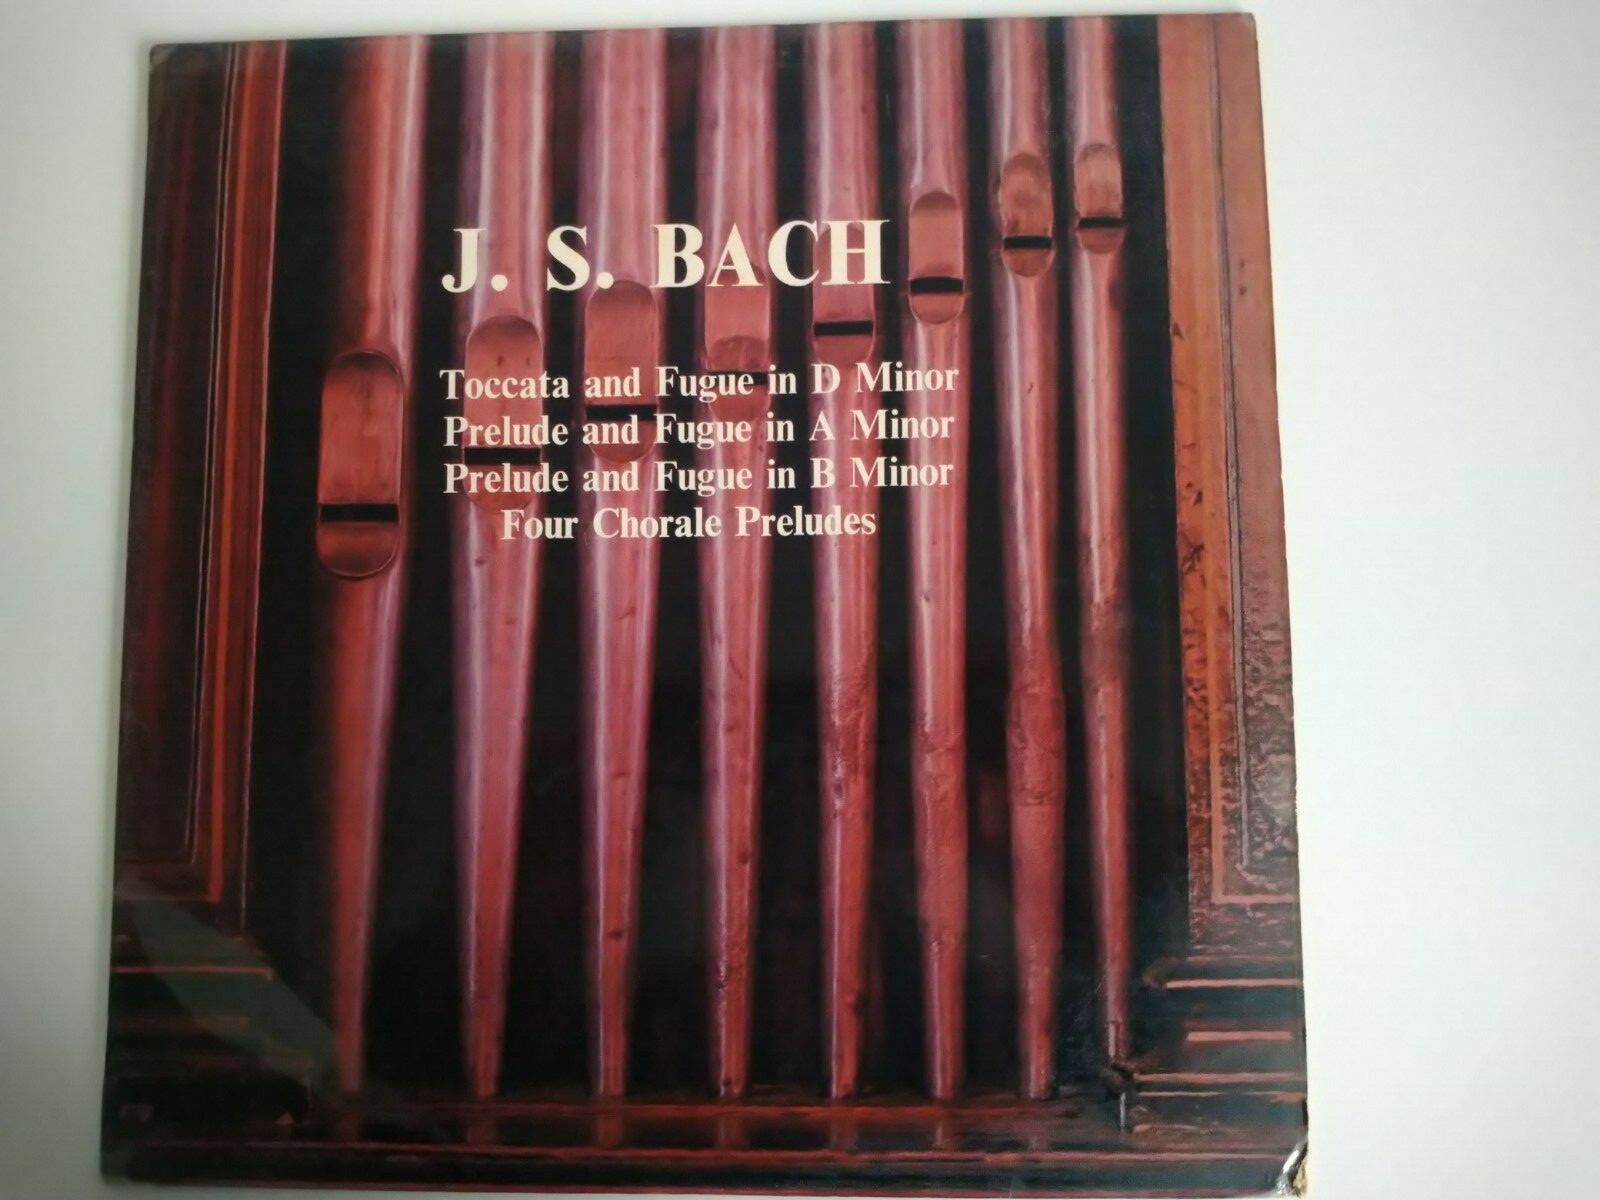 J. S. BACH
Toccata and Fugue in D Minor
Prelude and Fugue in A Minor
Prelude and Fugue in B Minor
Four Chorale Preludes